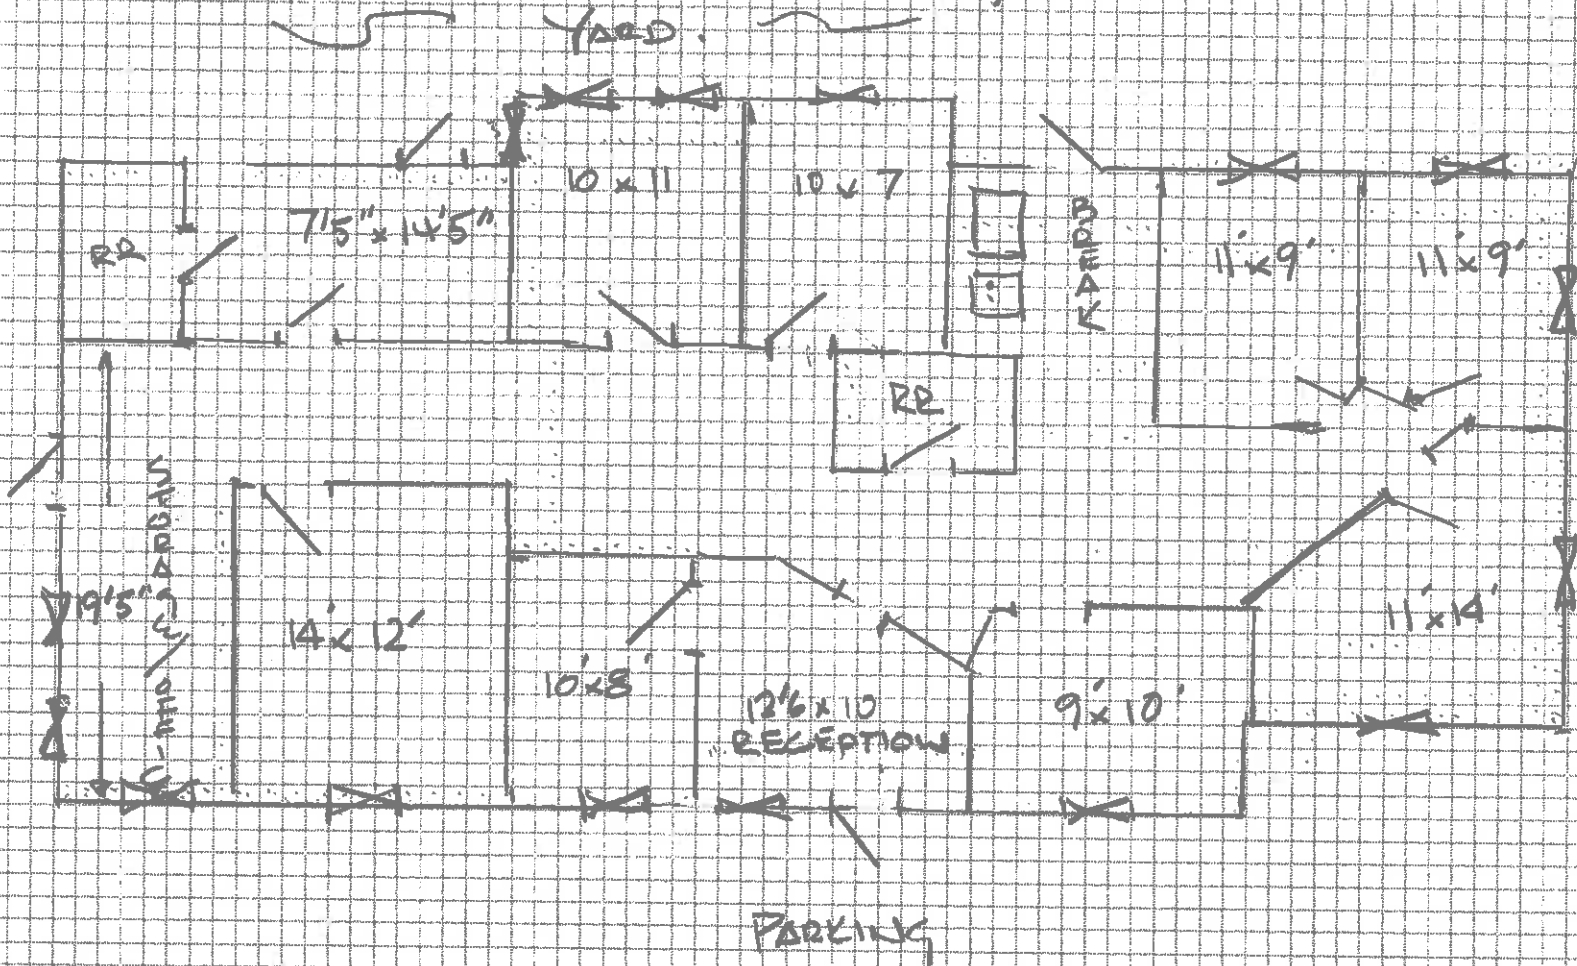 YARD.
10 x 11
10 x 7
7'5" x 14'5"
RR
BREAK
11' x 9'
11' x 9'
RR
STORAGE/OFFIC
19'5"
14' x 12'
10' x 8'
12'6 x 10
RECEPTION
9' x 10'
11' x 14'
PARKING